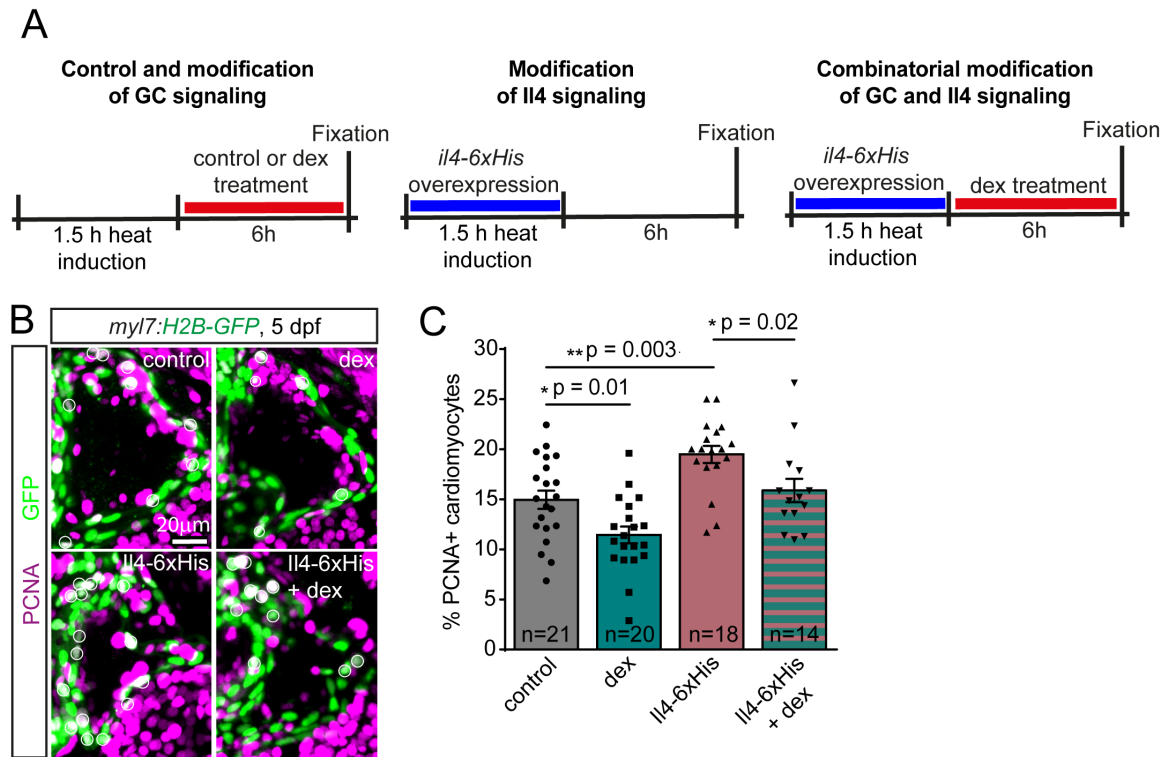 A
Control and modification
of GC signaling
Fixation
control or dex
treatment
1.5 h heat
induction
6h
Modification
of Il4 signaling
Fixation
il4-6xHis
overexpression
1.5 h heat
induction
6h
Combinatorial modification
of GC and Il4 signaling
Fixation
il4-6xHis
overexpression
dex treatment
1.5 h heat
induction
6h
B
myl7:H2B-GFP, 5 dpf
GFP
PCNA
control
20µm
dex
Il4-6xHis
Il4-6xHis
+ dex
C
% PCNA+ cardiomyocytes
30
25
20
15
10
5
0
* p = 0.02
** p = 0.003
* p = 0.01
n=21
n=20
n=18
n=14
control
dex
Il4-6xHis
Il4-6xHis
+ dex